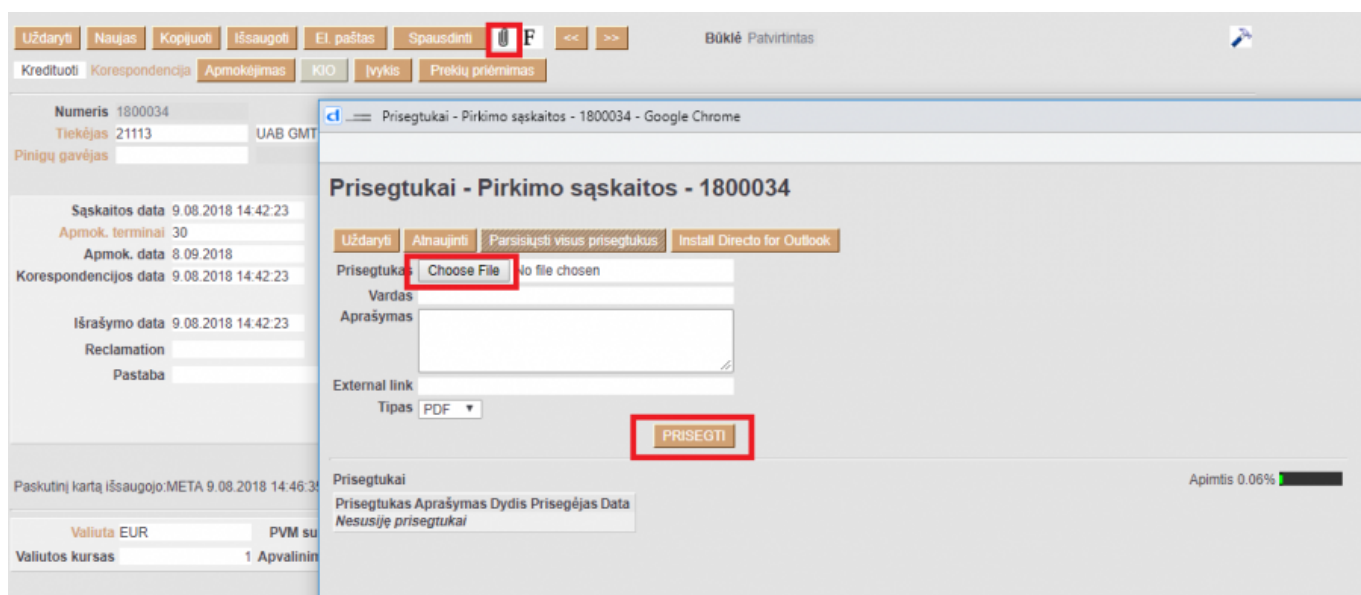 Uždaryti Naujas Kopijuoti Išsaugoti El. paštas Spausdinti F << >> Būklė Patvirtintas
Kredituoti Korespondencija Apmokėjimas KIO Įvykis Prekių priėmimas
Numeris 1800034
Tiekėjas 21113 UAB GMT
Pinigų gavėjas
Sąskaitos data 9.08.2018 14:42:23
Apmok. terminai 30
Apmok. data 8.09.2018
Korespondencijos data 9.08.2018 14:42:23
Išrašymo data 9.08.2018 14:42:23
Reclamation
Pastaba
Paskutinį kartą išsaugojo:META 9.08.2018 14:46:35
Valiuta EUR PVM su
Valiutos kursas 1 Apvalinin
Prisegtukai - Pirkimo sąskaitos - 1800034 - Google Chrome
Prisegtukai - Pirkimo sąskaitos - 1800034
Uždaryti Atnaujinti Parsisiųsti visus prisegtukus Install Directo for Outlook
Prisegtukas Choose File No file chosen
Vardas
Aprašymas
External link
Tipas PDF
PRISEGTI
Prisegtukai Apimtis 0.06%
Prisegtukas Aprašymas Dydis Prisegėjas Data
Nesusiję prisegtukai